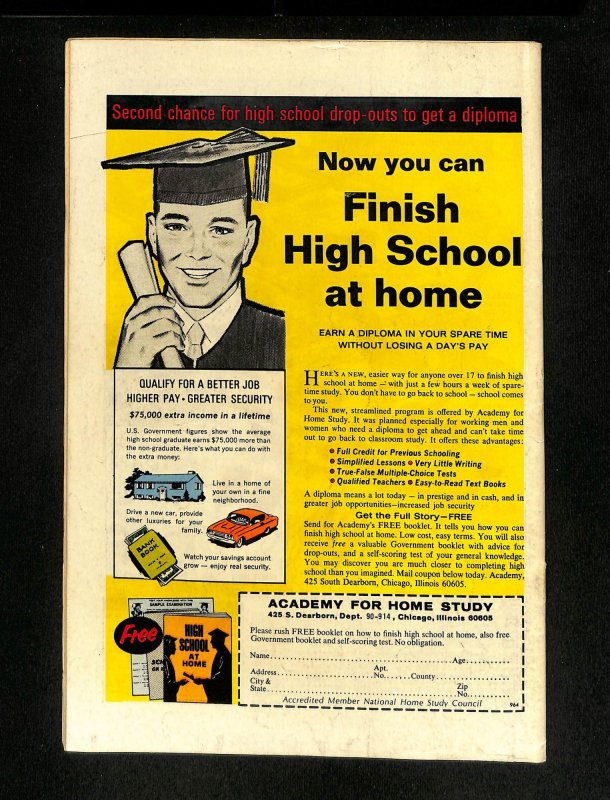 Second chance for high school drop-outs to get a diploma
Now you can
Finish
High School
at home
EARN A DIPLOMA IN YOUR SPARE TIME
WITHOUT LOSING A DAY'S PAY
QUALIFY FOR A BETTER JOB
HIGHER PAY • GREATER SECURITY
$75,000 extra income in a lifetime
U.S. Government figures show the average
high school graduate earns $75,000 more than
the non-graduate. Here's what you can do with
the extra money:
Live in a home of
your own in a fine
neighborhood.
Drive a new car, provide
other luxuries for your
family.
BANK
BOOK
Watch your savings account
grow — enjoy real security.
HERE'S A NEW, easier way for anyone over 17 to finish high
school at home — with just a few hours a week of spare-
time study. You don't have to go back to school — school comes
to you.
This new, streamlined program is offered by Academy for
Home Study. It was planned especially for working men and
women who need a diploma to get ahead and can't take time
out to go back to classroom study. It offers these advantages:
• Full Credit for Previous Schooling
• Simplified Lessons • Very Little Writing
• True-False Multiple-Choice Tests
• Qualified Teachers • Easy-to-Read Text Books
A diploma means a lot today — in prestige and in cash, and in
greater job opportunities—increased job security
Get the Full Story—FREE
Send for Academy's FREE booklet. It tells you how you can
finish high school at home. Low cost, easy terms. You will also
receive free a valuable Government booklet with advice for
drop-outs, and a self-scoring test of your general knowledge.
You may discover you are much closer to completing high
school than you imagined. Mail coupon below today. Academy,
425 South Dearborn, Chicago, Illinois 60605.
SAMPLE EXAMINATION
Free
HIGH
SCHOOL
AT
HOME
ACADEMY FOR HOME STUDY
425 S. Dearborn, Dept. 90-914, Chicago, Illinois 60605
Please rush FREE booklet on how to finish high school at home, also free
Government booklet and self-scoring test. No obligation.
Name Age
Address Apt. No. County
City & State Zip No.
Accredited Member National Home Study Council 964